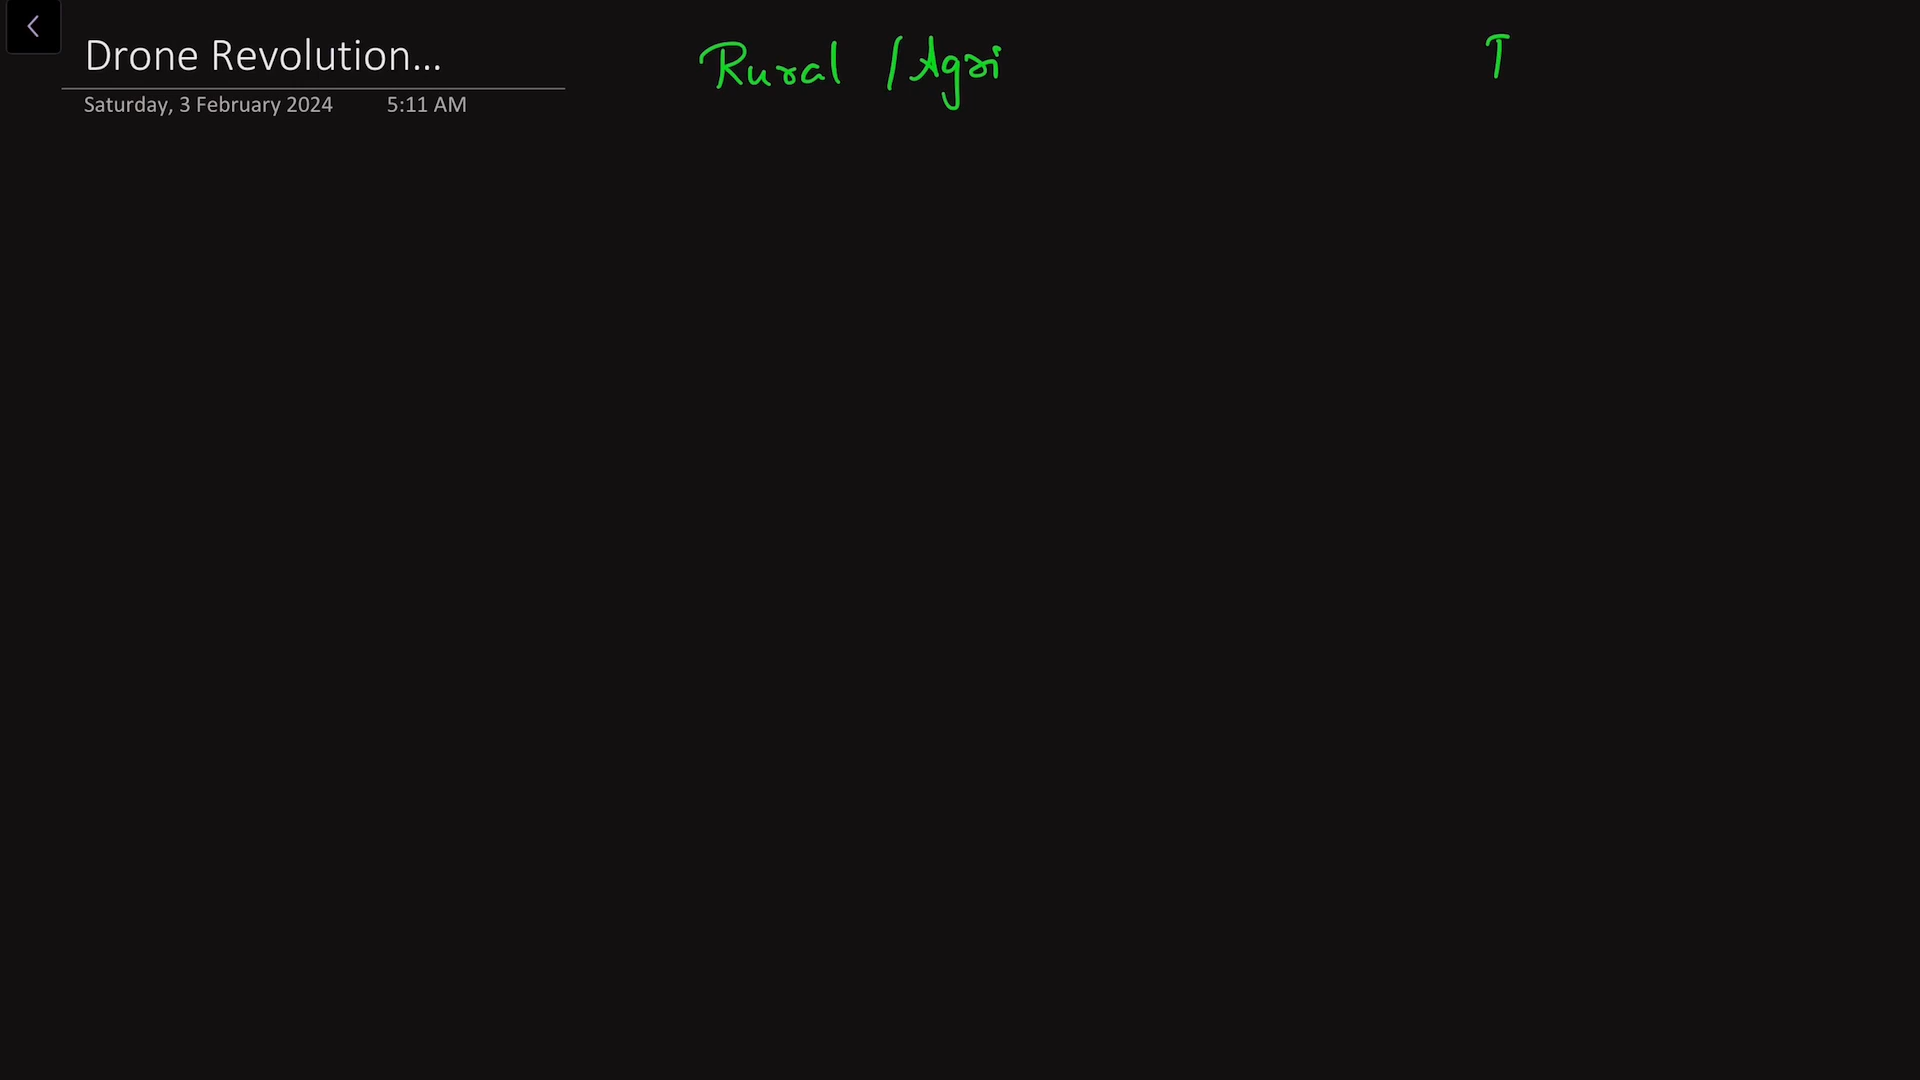 Drone Revolution...
Rural / Agri
T
Saturday, 3 February 2024 5:11 AM